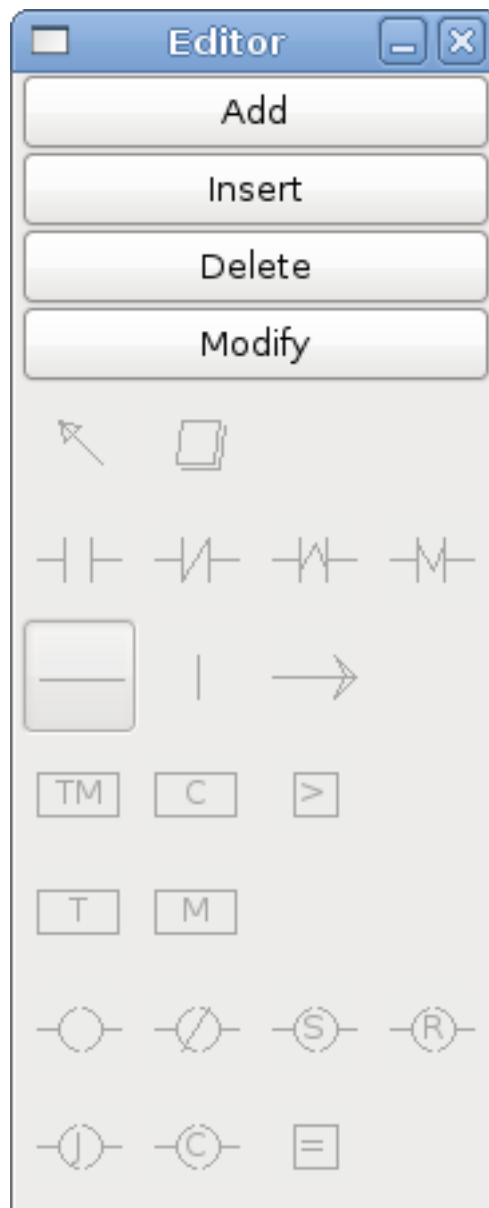 Editor
Add
Insert
Delete
Modify
TM C >
T M
S R
J C =